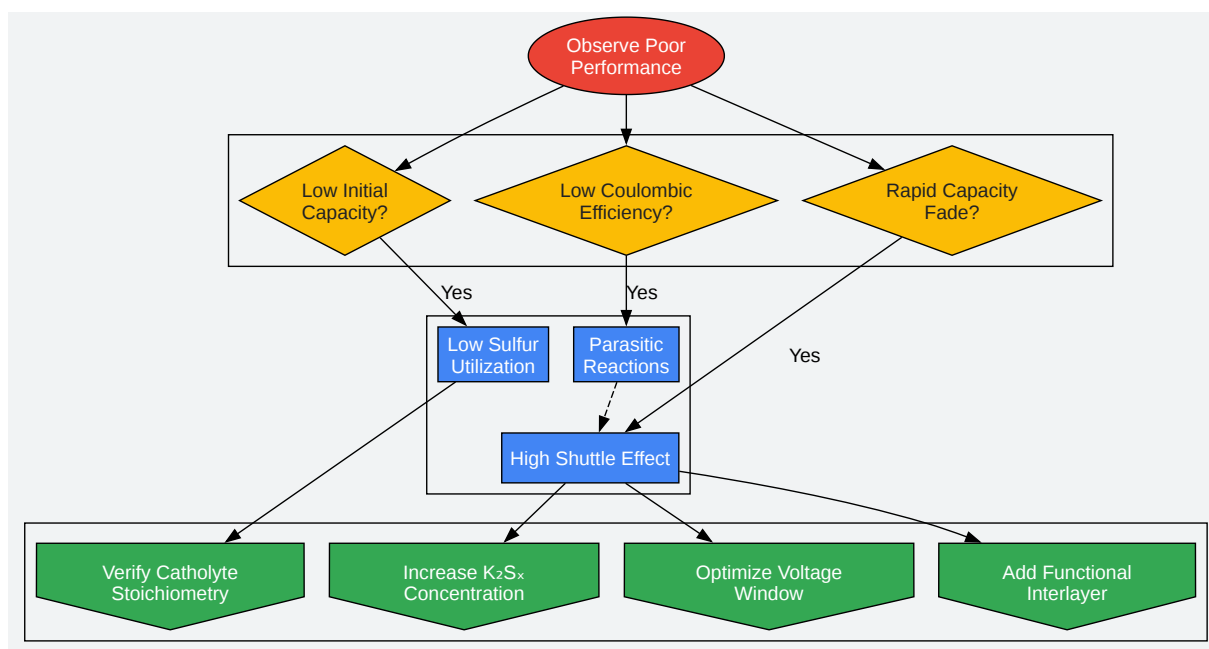 Observe Poor
Performance
Low Initial
Capacity?
Low Coulombic
Efficiency?
Rapid Capacity
Fade?
Yes
Yes
Yes
Low Sulfur
Utilization
Parasitic
Reactions
High Shuttle Effect
Verify Catholyte
Stoichiometry
Increase K₂Sₓ
Concentration
Optimize Voltage
Window
Add Functional
Interlayer